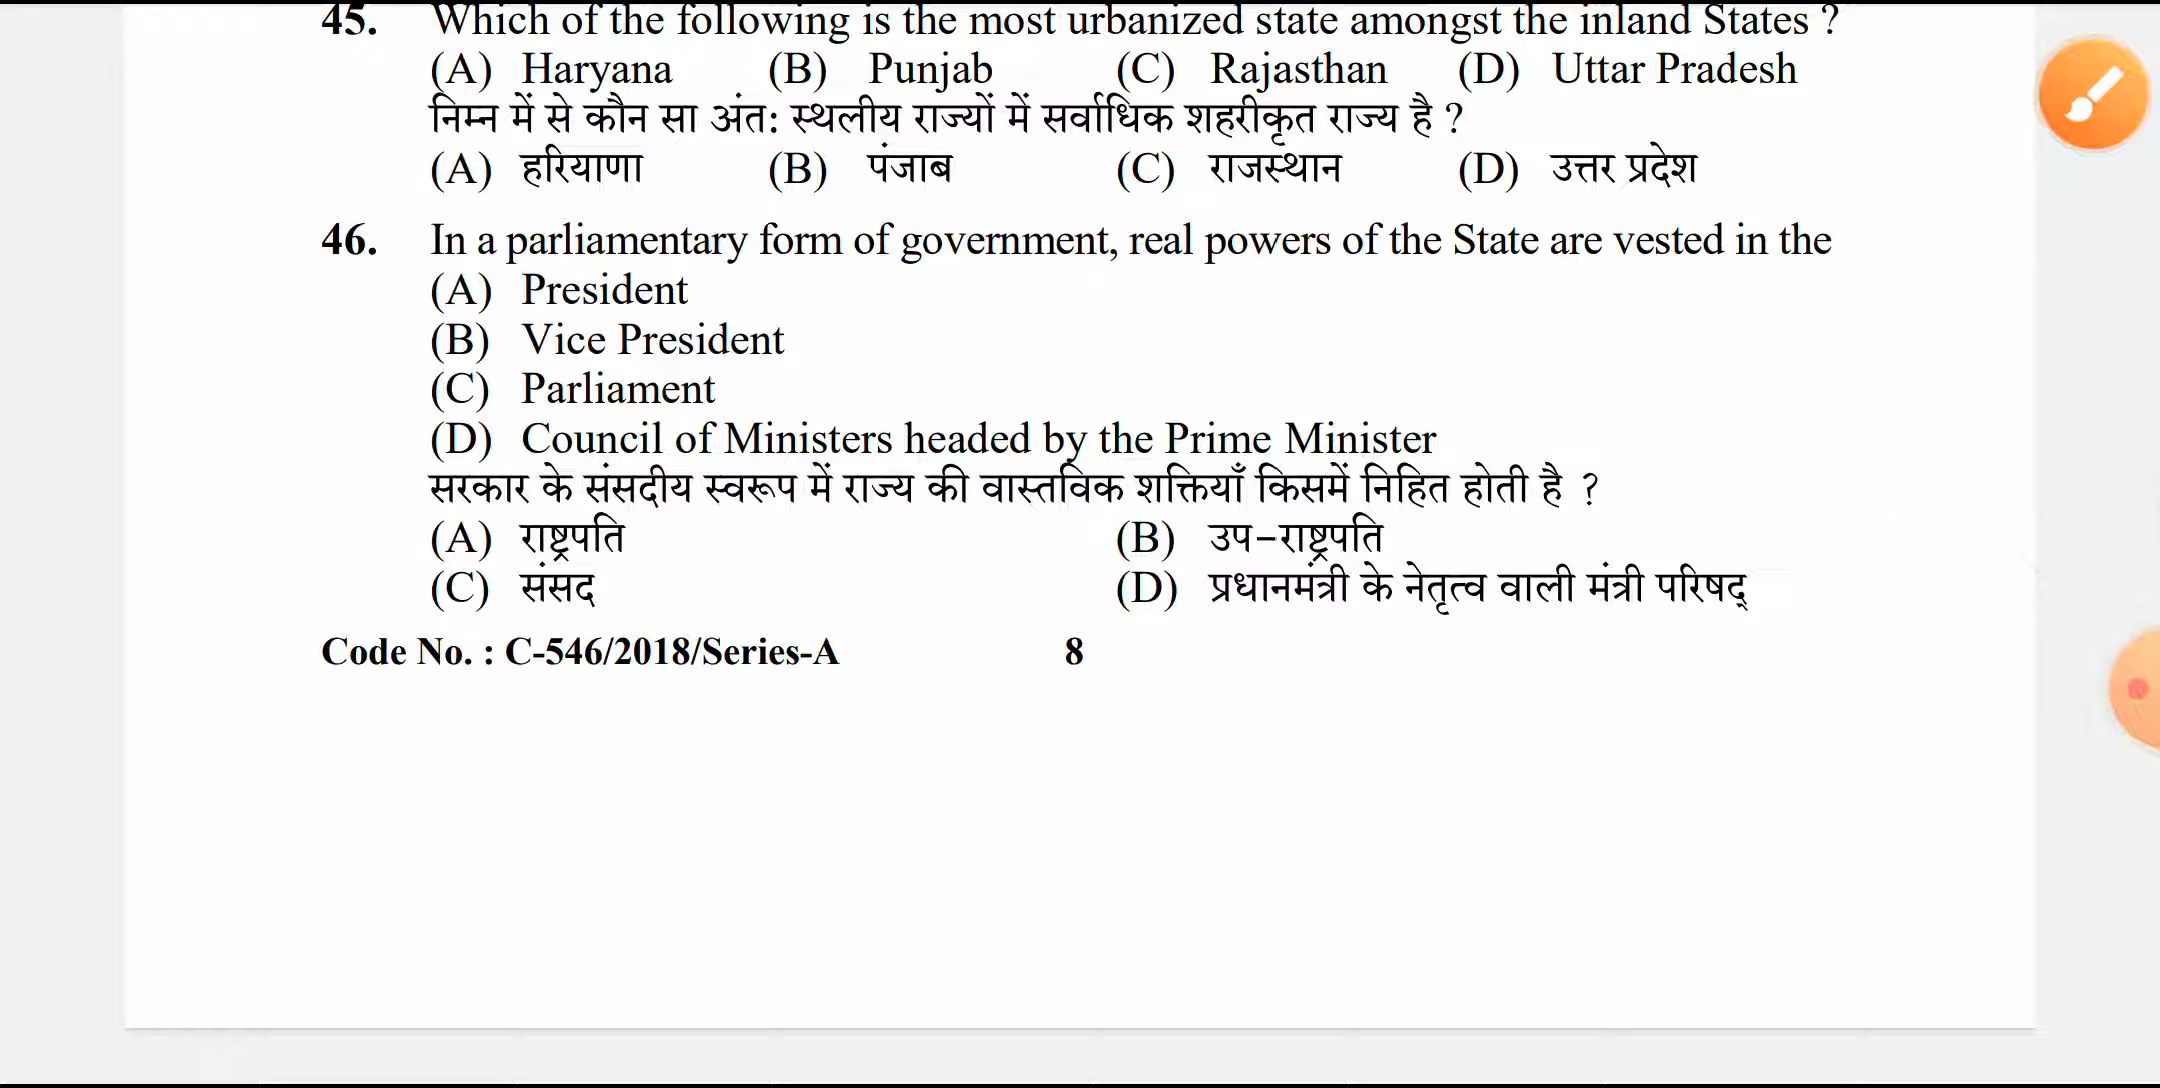 45. Which of the following is the most urbanized state amongst the inland States ?
(A) Haryana (B) Punjab (C) Rajasthan (D) Uttar Pradesh
निम्न में से कौन सा अंत: स्थलीय राज्यों में सर्वाधिक शहरीकृत राज्य है ?
(A) हरियाणा (B) पंजाब (C) राजस्थान (D) उत्तर प्रदेश
46. In a parliamentary form of government, real powers of the State are vested in the
(A) President
(B) Vice President
(C) Parliament
(D) Council of Ministers headed by the Prime Minister
सरकार के संसदीय स्वरूप में राज्य की वास्तविक शक्तियाँ किसमें निहित होती है ?
(A) राष्ट्रपति (B) उप-राष्ट्रपति
(C) संसद (D) प्रधानमंत्री के नेतृत्व वाली मंत्री परिषद्
Code No. : C-546/2018/Series-A 8